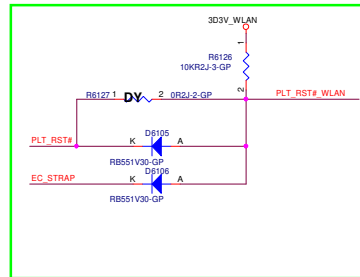 3D3V_WLAN
1
R6126
10KR2J-3-GP
2
R6127 1 DY 2 0R2J-2-GP
PLT_RST#_WLAN
PLT_RST#
D6105
K A
RB551V30-GP
EC_STRAP
D6106
K A
RB551V30-GP